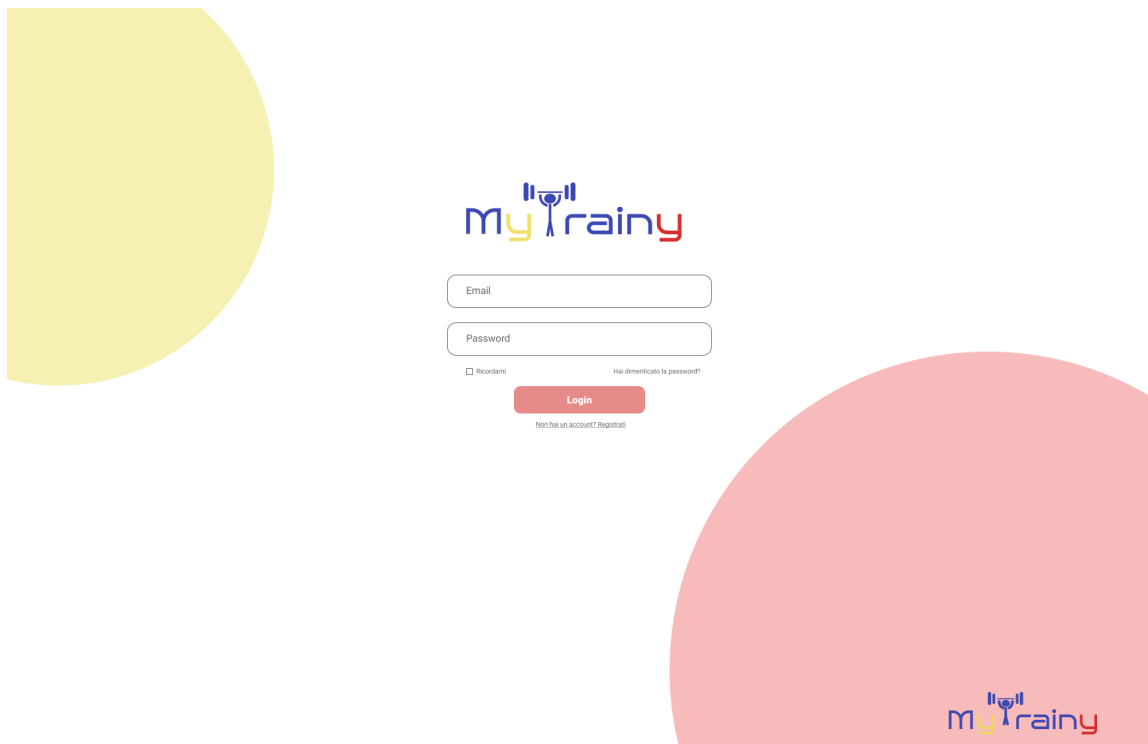 MyTrainy
Email
Password
Ricordami
Hai dimenticato la password?
Login
Non hai un account? Registrati
MyTrainy